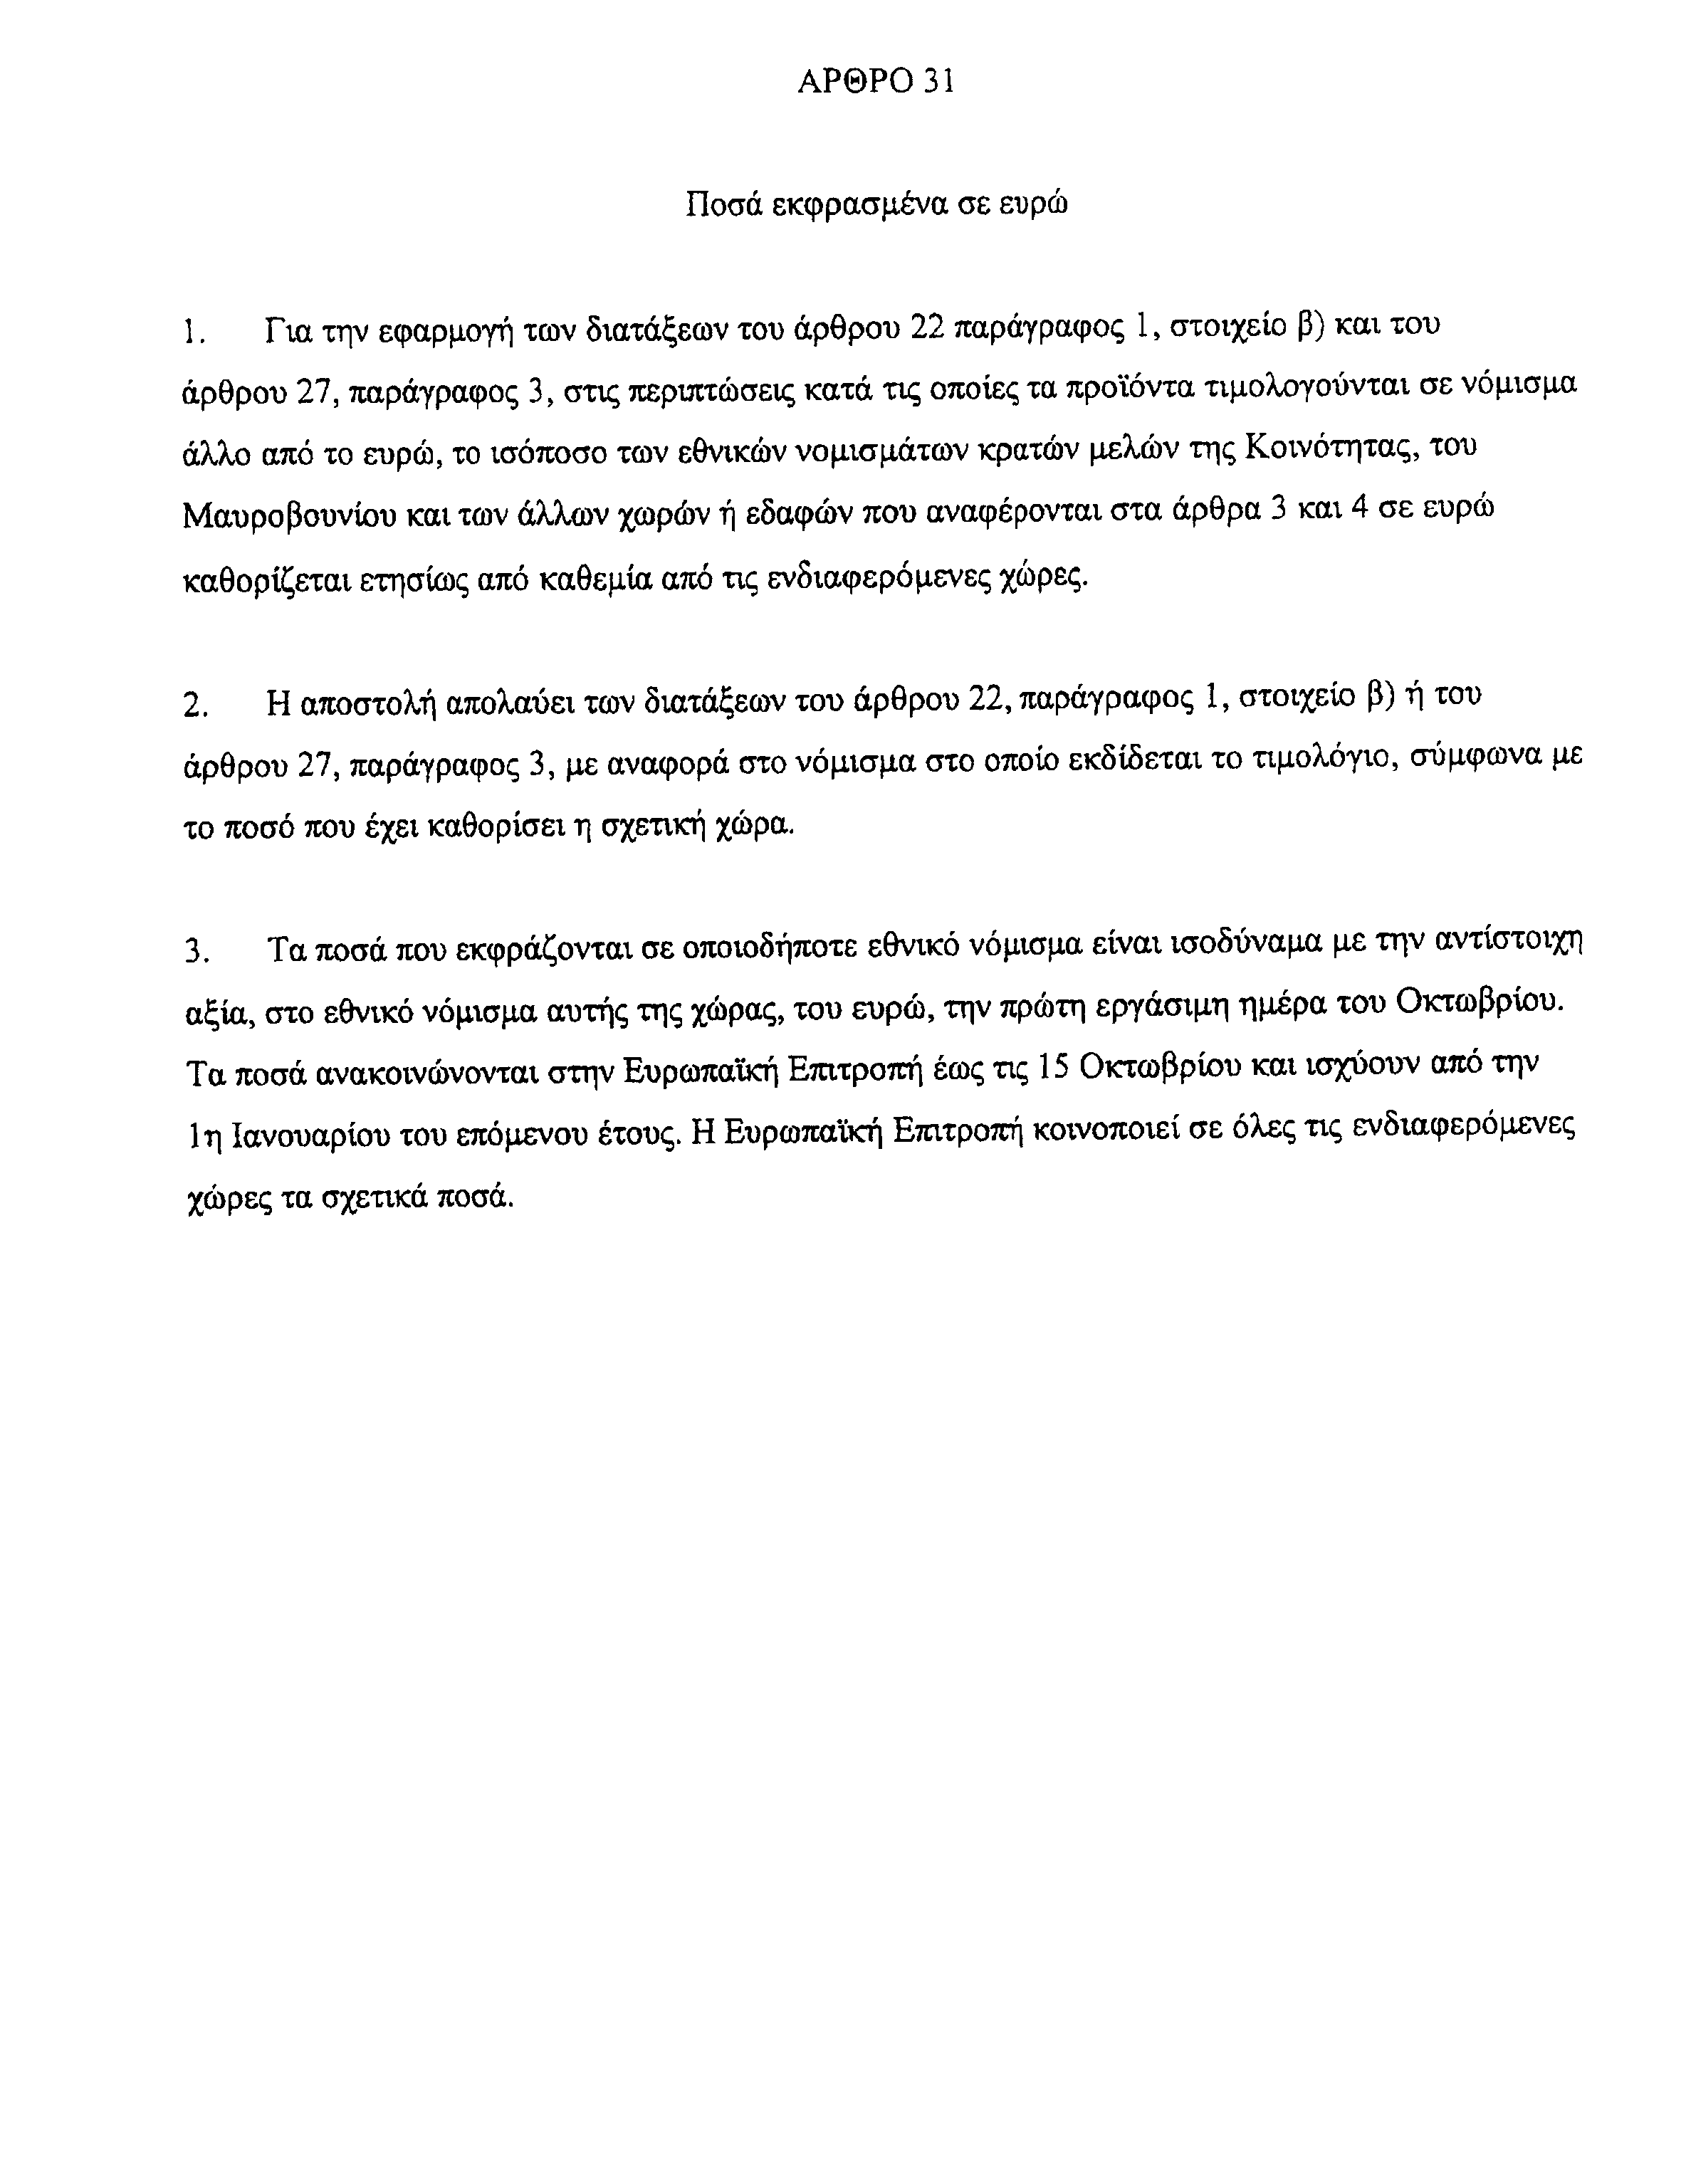 ΑΡΘΡΟ 31
Ποσά εκφρασμένα σε ευρώ
1. Για την εφαρμογή των διατάξεων του άρθρου 22 παράγραφος 1, στοιχείο β) και του
άρθρου 27, παράγραφος 3, στις περιπτώσεις κατά τις οποίες τα προϊόντα τιμολογούνται σε νόμισμα
άλλο από το ευρώ, το ισόποσο των εθνικών νομισμάτων κρατών μελών της Κοινότητας, του
Μαυροβουνίου και των άλλων χωρών ή εδαφών που αναφέρονται στα άρθρα 3 και 4 σε ευρώ
καθορίζεται ετησίως από καθεμία από τις ενδιαφερόμενες χώρες.
2. Η αποστολή απολαύει των διατάξεων του άρθρου 22, παράγραφος 1, στοιχείο β) ή του
άρθρου 27, παράγραφος 3, με αναφορά στο νόμισμα στο οποίο εκδίδεται το τιμολόγιο, σύμφωνα με
το ποσό που έχει καθορίσει η σχετική χώρα.
3. Τα ποσά που εκφράζονται σε οποιοδήποτε εθνικό νόμισμα είναι ισοδύναμα με την αντίστοιχη
αξία, στο εθνικό νόμισμα αυτής της χώρας, του ευρώ, την πρώτη εργάσιμη ημέρα του Οκτωβρίου.
Τα ποσά ανακοινώνονται στην Ευρωπαϊκή Επιτροπή έως τις 15 Οκτωβρίου και ισχύουν από την
1η Ιανουαρίου του επόμενου έτους. Η Ευρωπαϊκή Επιτροπή κοινοποιεί σε όλες τις ενδιαφερόμενες
χώρες τα σχετικά ποσά.